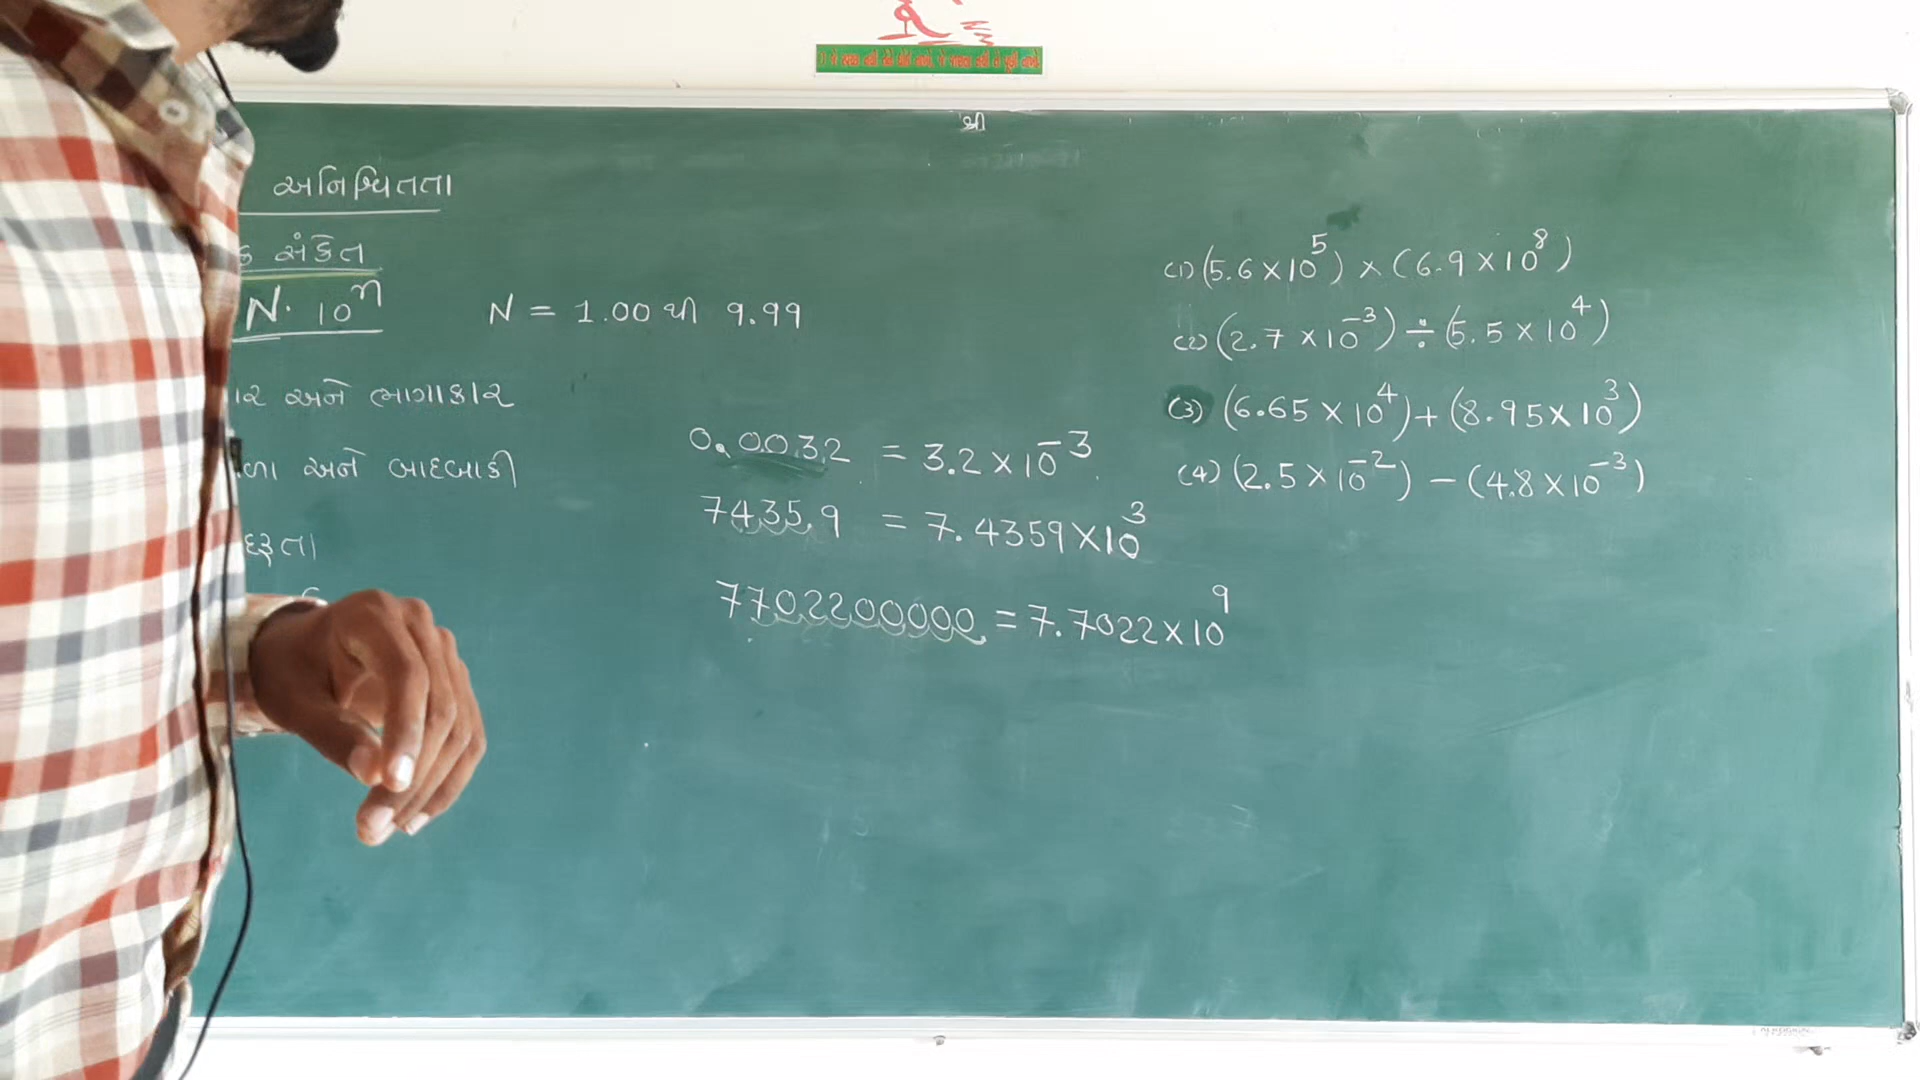 શ્રી
અનિશ્ચિતતા
ક સંકેત
N. 10ⁿ
N = 1.00 થી 9.99
ાર અને ભાગાકાર
ળા અને બાદબાકી
દરૂતા
0.0032 = 3.2 × 10⁻³
7435.9 = 7.4359 × 10³
7702200000 = 7.7022 × 10⁹
(1) (5.6 × 10⁵) × (6.9 × 10⁸)
(2) (2.7 × 10⁻³) ÷ (5.5 × 10⁴)
(3) (6.65 × 10⁴) + (8.95 × 10³)
(4) (2.5 × 10⁻²) − (4.8 × 10⁻³)